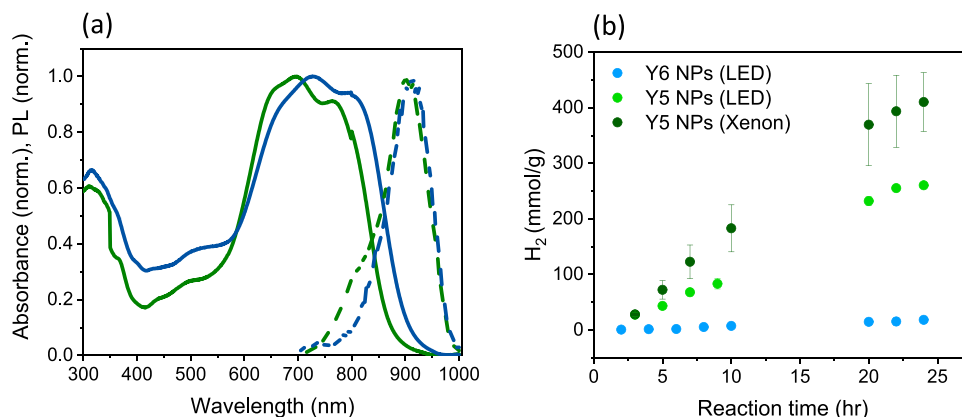 (a)
Absorbance (norm.), PL (norm.)
1.0
0.8
0.6
0.4
0.2
0.0
300 400 500 600 700 800 900 1000
Wavelength (nm)
(b)
H₂ (mmol/g)
500
400
300
200
100
0
Y6 NPs (LED)
Y5 NPs (LED)
Y5 NPs (Xenon)
0 5 10 15 20 25
Reaction time (hr)